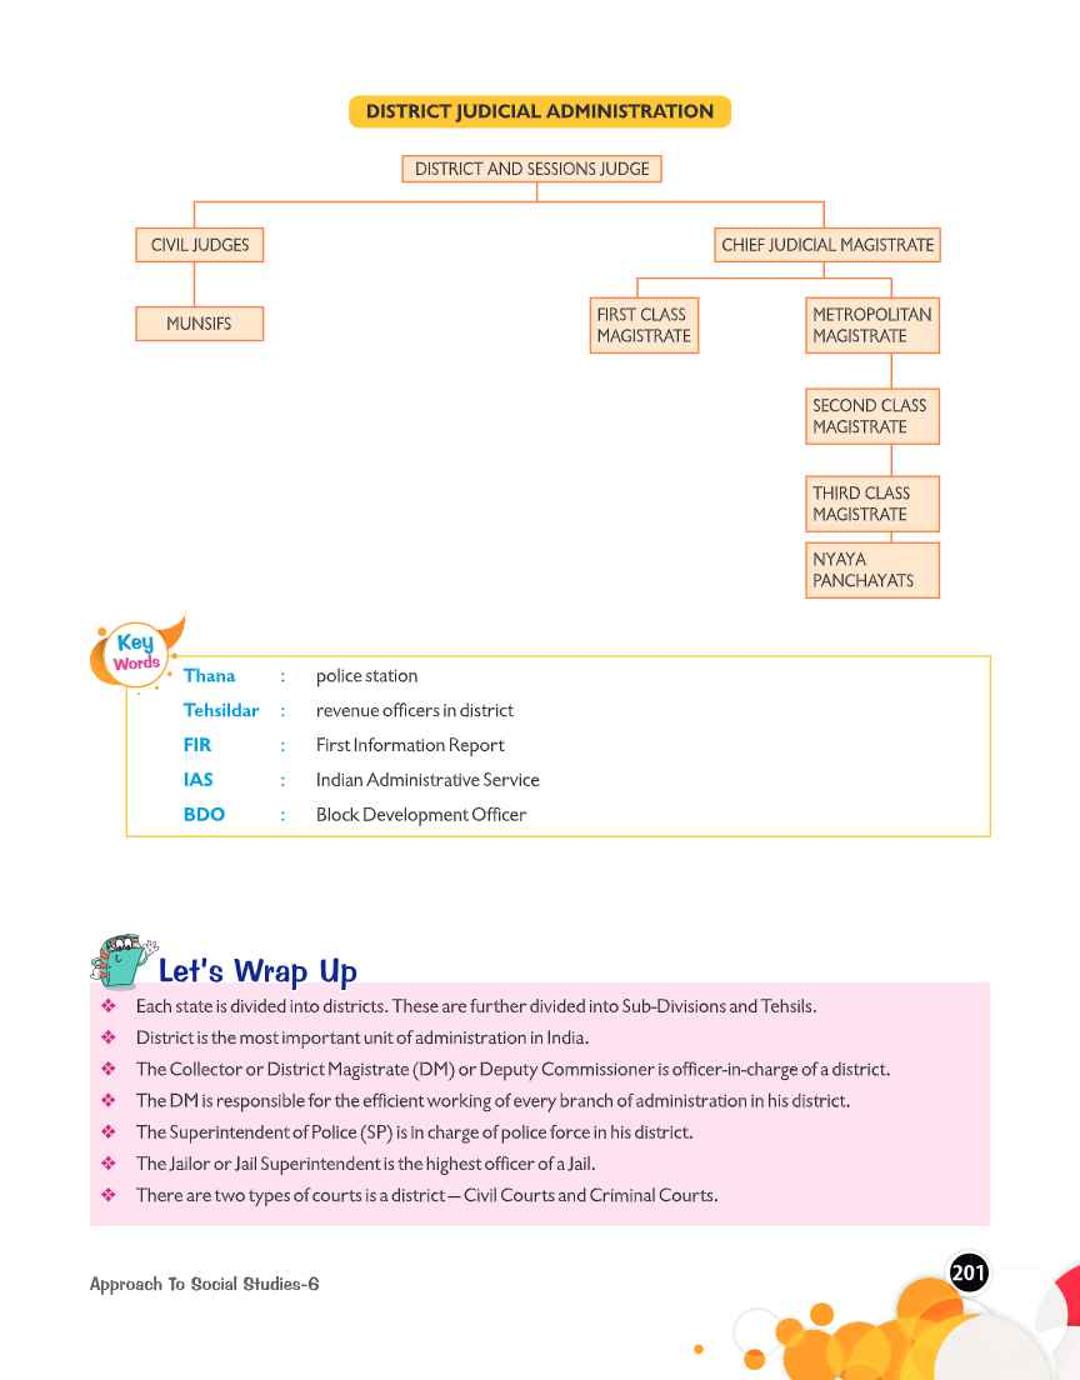 DISTRICT JUDICIAL ADMINISTRATION
DISTRICT AND SESSIONS JUDGE
CIVIL JUDGES
CHIEF JUDICIAL MAGISTRATE
MUNSIFS
FIRST CLASS
MAGISTRATE
METROPOLITAN
MAGISTRATE
SECOND CLASS
MAGISTRATE
THIRD CLASS
MAGISTRATE
NYAYA
PANCHAYATS
Key
Words
Thana : police station
Tehsildar : revenue officers in district
FIR : First Information Report
IAS : Indian Administrative Service
BDO : Block Development Officer
Let's Wrap Up
❖ Each state is divided into districts. These are further divided into Sub-Divisions and Tehsils.
❖ District is the most important unit of administration in India.
❖ The Collector or District Magistrate (DM) or Deputy Commissioner is officer-in-charge of a district.
❖ The DM is responsible for the efficient working of every branch of administration in his district.
❖ The Superintendent of Police (SP) is in charge of police force in his district.
❖ The Jailor or Jail Superintendent is the highest officer of a Jail.
❖ There are two types of courts is a district – Civil Courts and Criminal Courts.
Approach To Social Studies-6
201